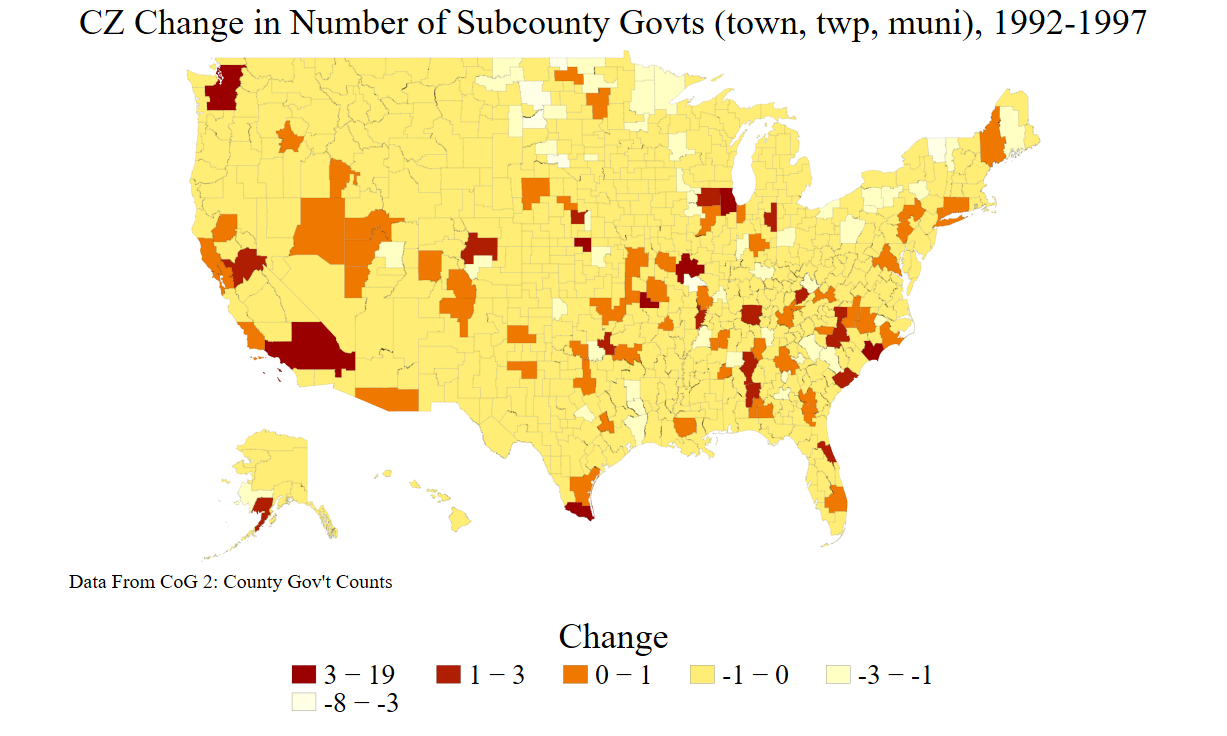 CZ Change in Number of Subcounty Govts (town, twp, muni), 1992-1997
Data From CoG 2: County Gov't Counts
Change
3 − 19 1 − 3 0 − 1 -1 − 0 -3 − -1
-8 − -3